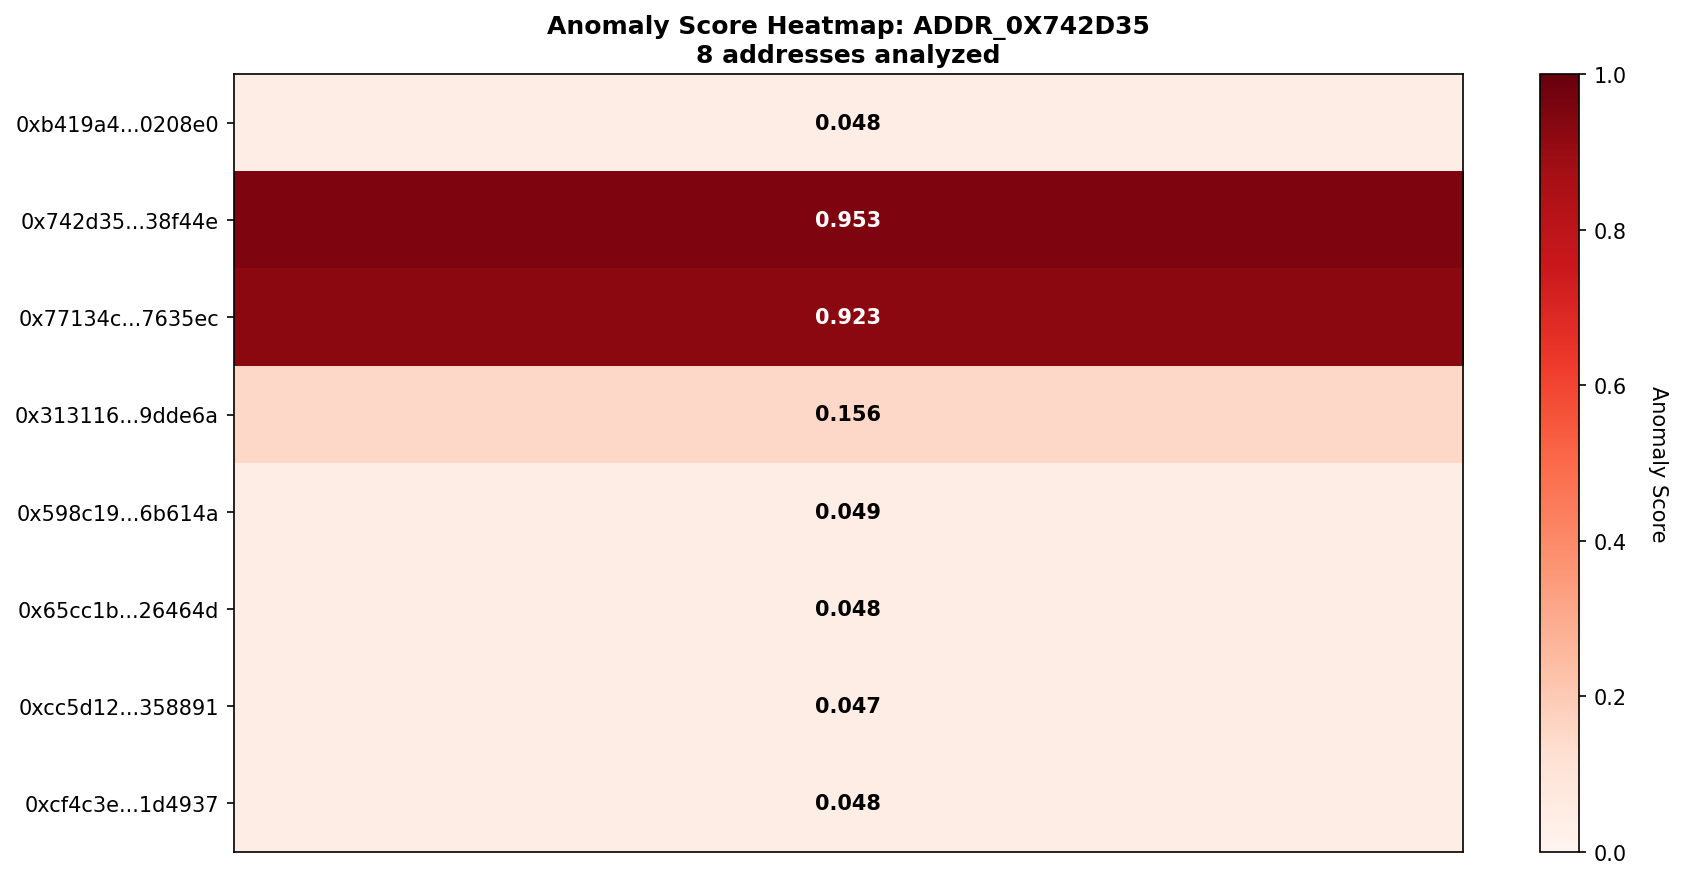 Anomaly Score Heatmap: ADDR_0X742D35
8 addresses analyzed
0xb419a4...0208e0
0.048
0x742d35...38f44e
0.953
0x77134c...7635ec
0.923
0x313116...9dde6a
0.156
0x598c19...6b614a
0.049
0x65cc1b...26464d
0.048
0xcc5d12...358891
0.047
0xcf4c3e...1d4937
0.048
1.0
0.8
0.6
0.4
0.2
0.0
Anomaly Score